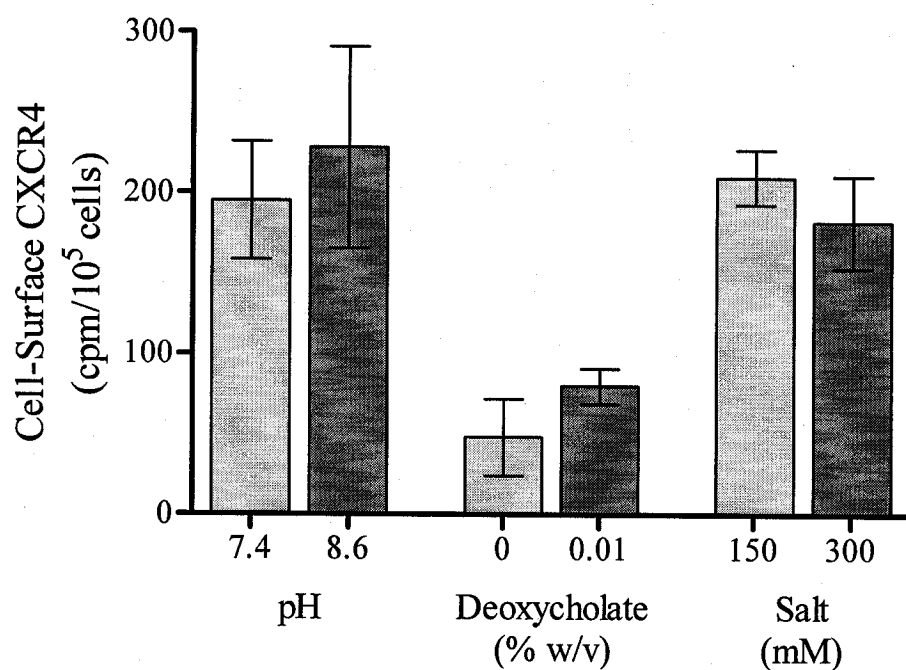 300
200
100
0
Cell-Surface CXCR4
(cpm/10⁵ cells)
7.4 8.6 0 0.01 150 300
pH Deoxycholate Salt
(% w/v) (mM)